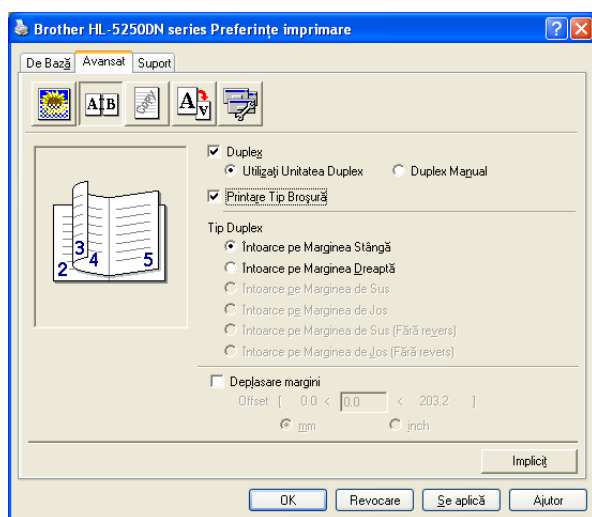 Brother HL-5250DN series Preferințe imprimare
De Bază Avansat Suport
Duplex
Utilizați Unitatea Duplex Duplex Manual
Printare Tip Broșură
Tip Duplex
Întoarce pe Marginea Stângă
Întoarce pe Marginea Dreaptă
Întoarce pe Marginea de Sus
Întoarce pe Marginea de Jos
Întoarce pe Marginea de Sus (Fără revers)
Întoarce pe Marginea de Jos (Fără revers)
2 3 4 5
Deplasare margini
Offset [ 0.0 < 0.0 < 203.2 ]
mm inch
Implicit
OK Revocare Se aplică Ajutor